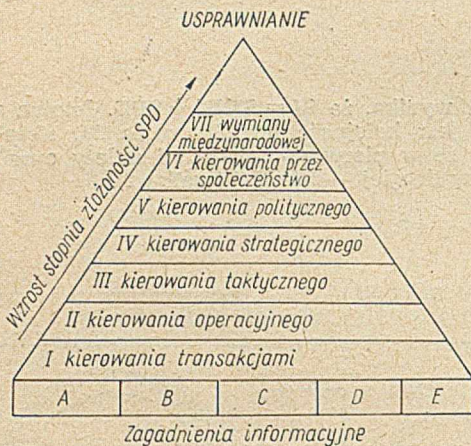 USPRAWNIANIE
Wzrost stopnia złożoności SPD
VII wymiany
międzynarodowej
VI kierowania przez
społeczeństwo
V kierowania politycznego
IV kierowania strategicznego
III kierowania taktycznego
II kierowania operacyjnego
I kierowania transakcjami
A B C D E
Zagadnienia informacyjne